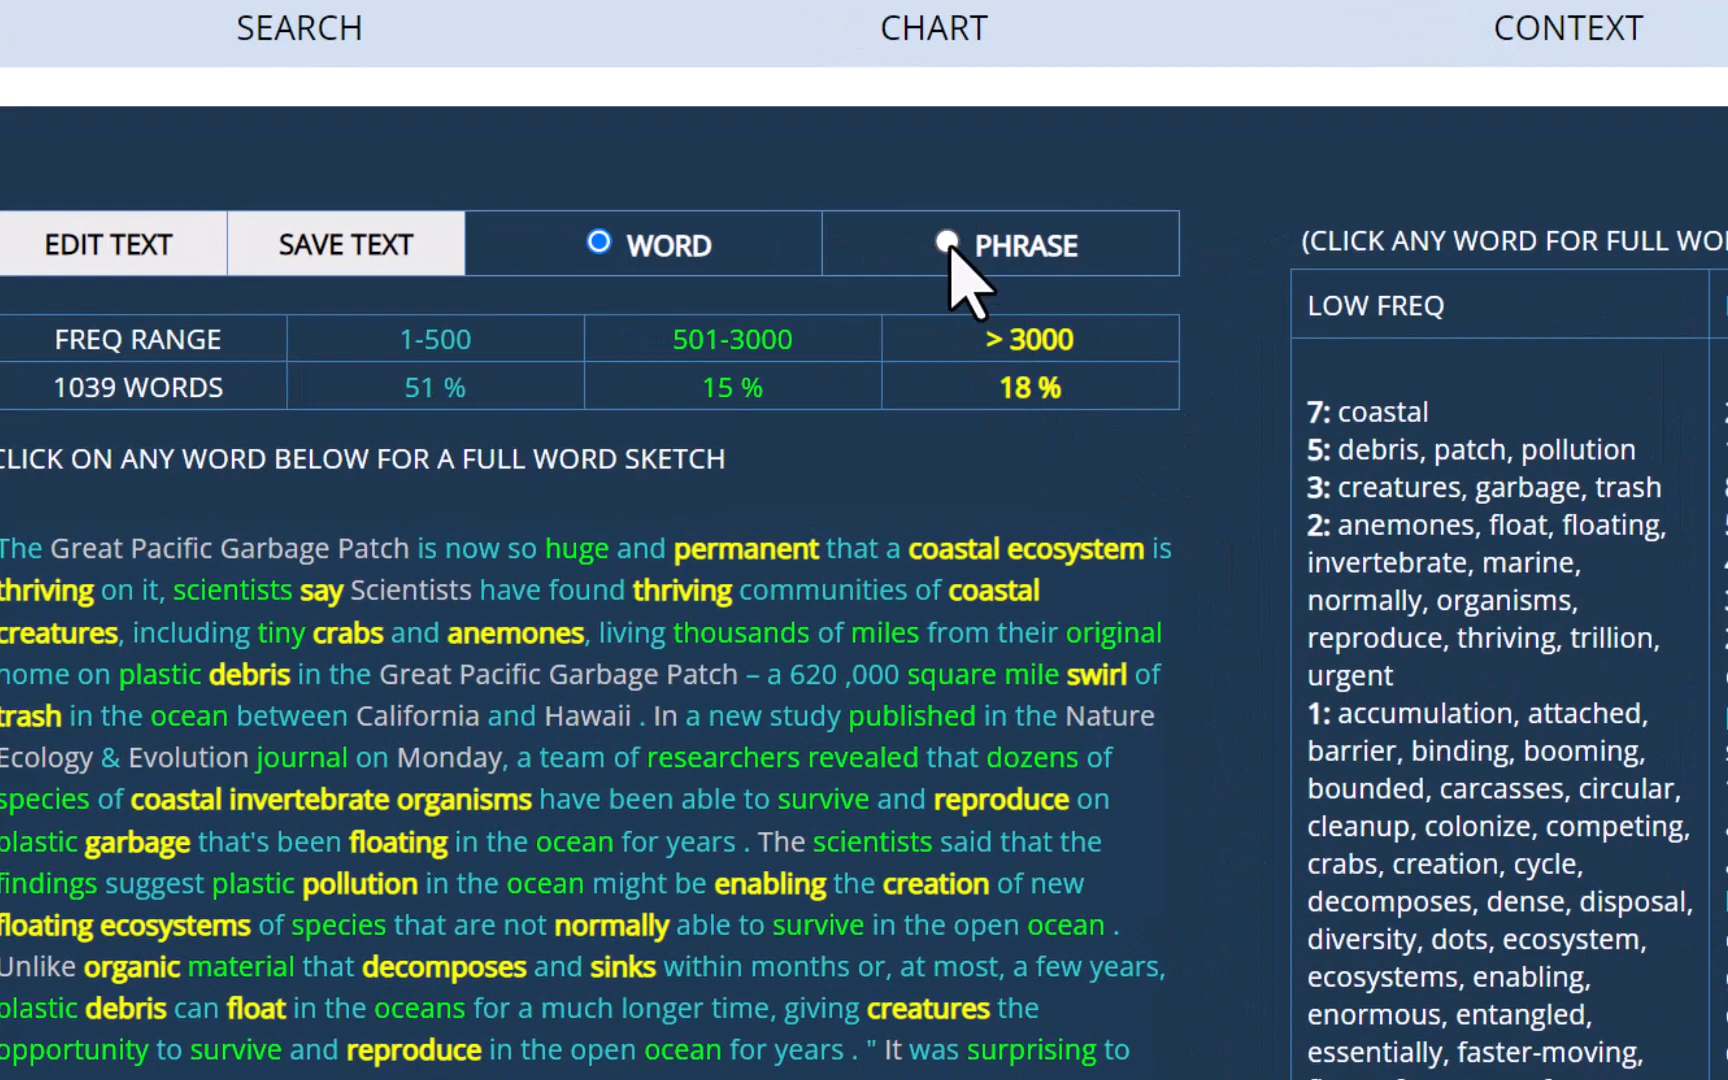 SEARCH CHART CONTEXT
EDIT TEXT SAVE TEXT WORD PHRASE
FREQ RANGE 1-500 501-3000 > 3000
1039 WORDS 51 % 15 % 18 %
CLICK ON ANY WORD BELOW FOR A FULL WORD SKETCH
The Great Pacific Garbage Patch is now so huge and permanent that a coastal ecosystem is
thriving on it, scientists say Scientists have found thriving communities of coastal
creatures, including tiny crabs and anemones, living thousands of miles from their original
home on plastic debris in the Great Pacific Garbage Patch – a 620 ,000 square mile swirl of
trash in the ocean between California and Hawaii . In a new study published in the Nature
Ecology & Evolution journal on Monday, a team of researchers revealed that dozens of
species of coastal invertebrate organisms have been able to survive and reproduce on
plastic garbage that's been floating in the ocean for years . The scientists said that the
findings suggest plastic pollution in the ocean might be enabling the creation of new
floating ecosystems of species that are not normally able to survive in the open ocean .
Unlike organic material that decomposes and sinks within months or, at most, a few years,
plastic debris can float in the oceans for a much longer time, giving creatures the
opportunity to survive and reproduce in the open ocean for years . " It was surprising to
(CLICK ANY WORD FOR FULL WO
LOW FREQ
7: coastal
5: debris, patch, pollution
3: creatures, garbage, trash
2: anemones, float, floating,
invertebrate, marine,
normally, organisms,
reproduce, thriving, trillion,
urgent
1: accumulation, attached,
barrier, binding, booming,
bounded, carcasses, circular,
cleanup, colonize, competing,
crabs, creation, cycle,
decomposes, dense, disposal,
diversity, dots, ecosystem,
ecosystems, enabling,
enormous, entangled,
essentially, faster-moving,